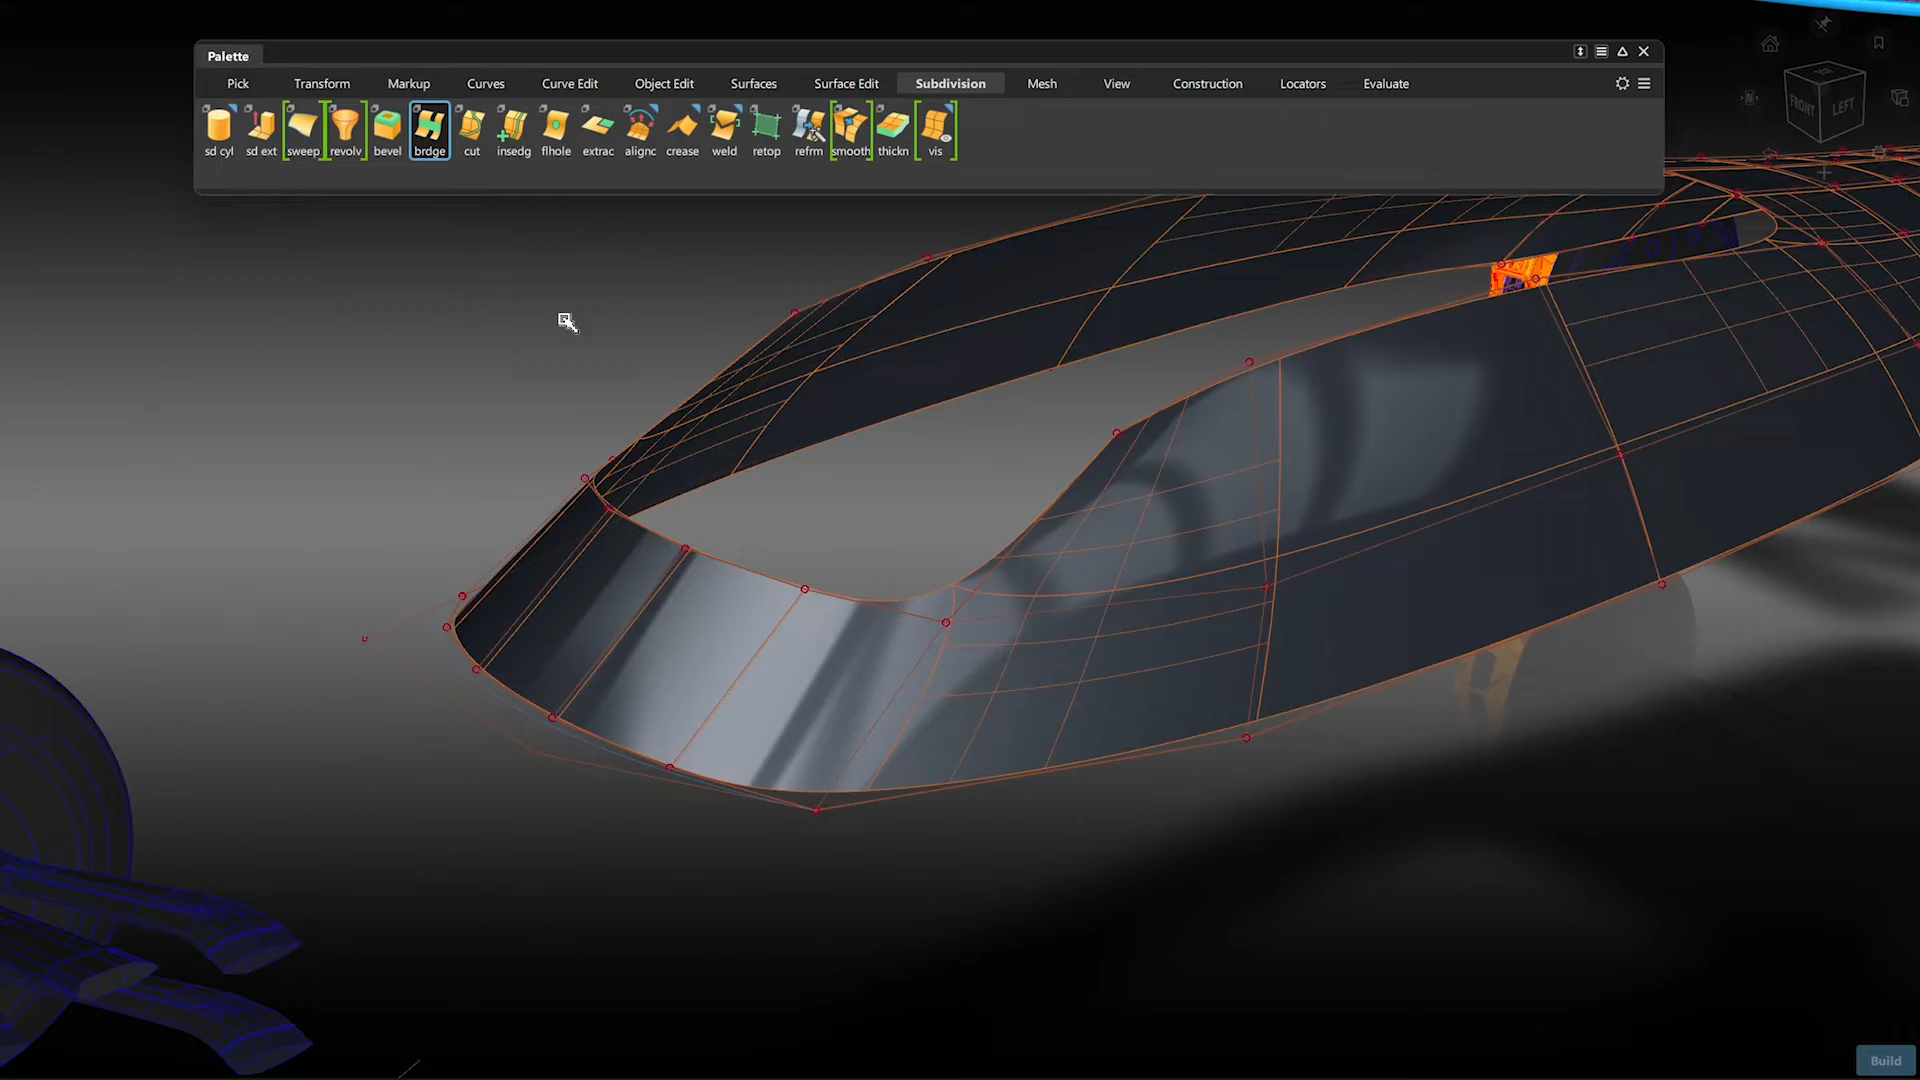 Palette
Pick Transform Markup Curves Curve Edit Object Edit Surfaces Surface Edit Subdivision Mesh View Construction Locators Evaluate
sd cyl sd ext sweep revolv bevel brdge cut insedg flhole extrac alignc crease weld retop refrm smooth thickn vis
FRONT LEFT
Build